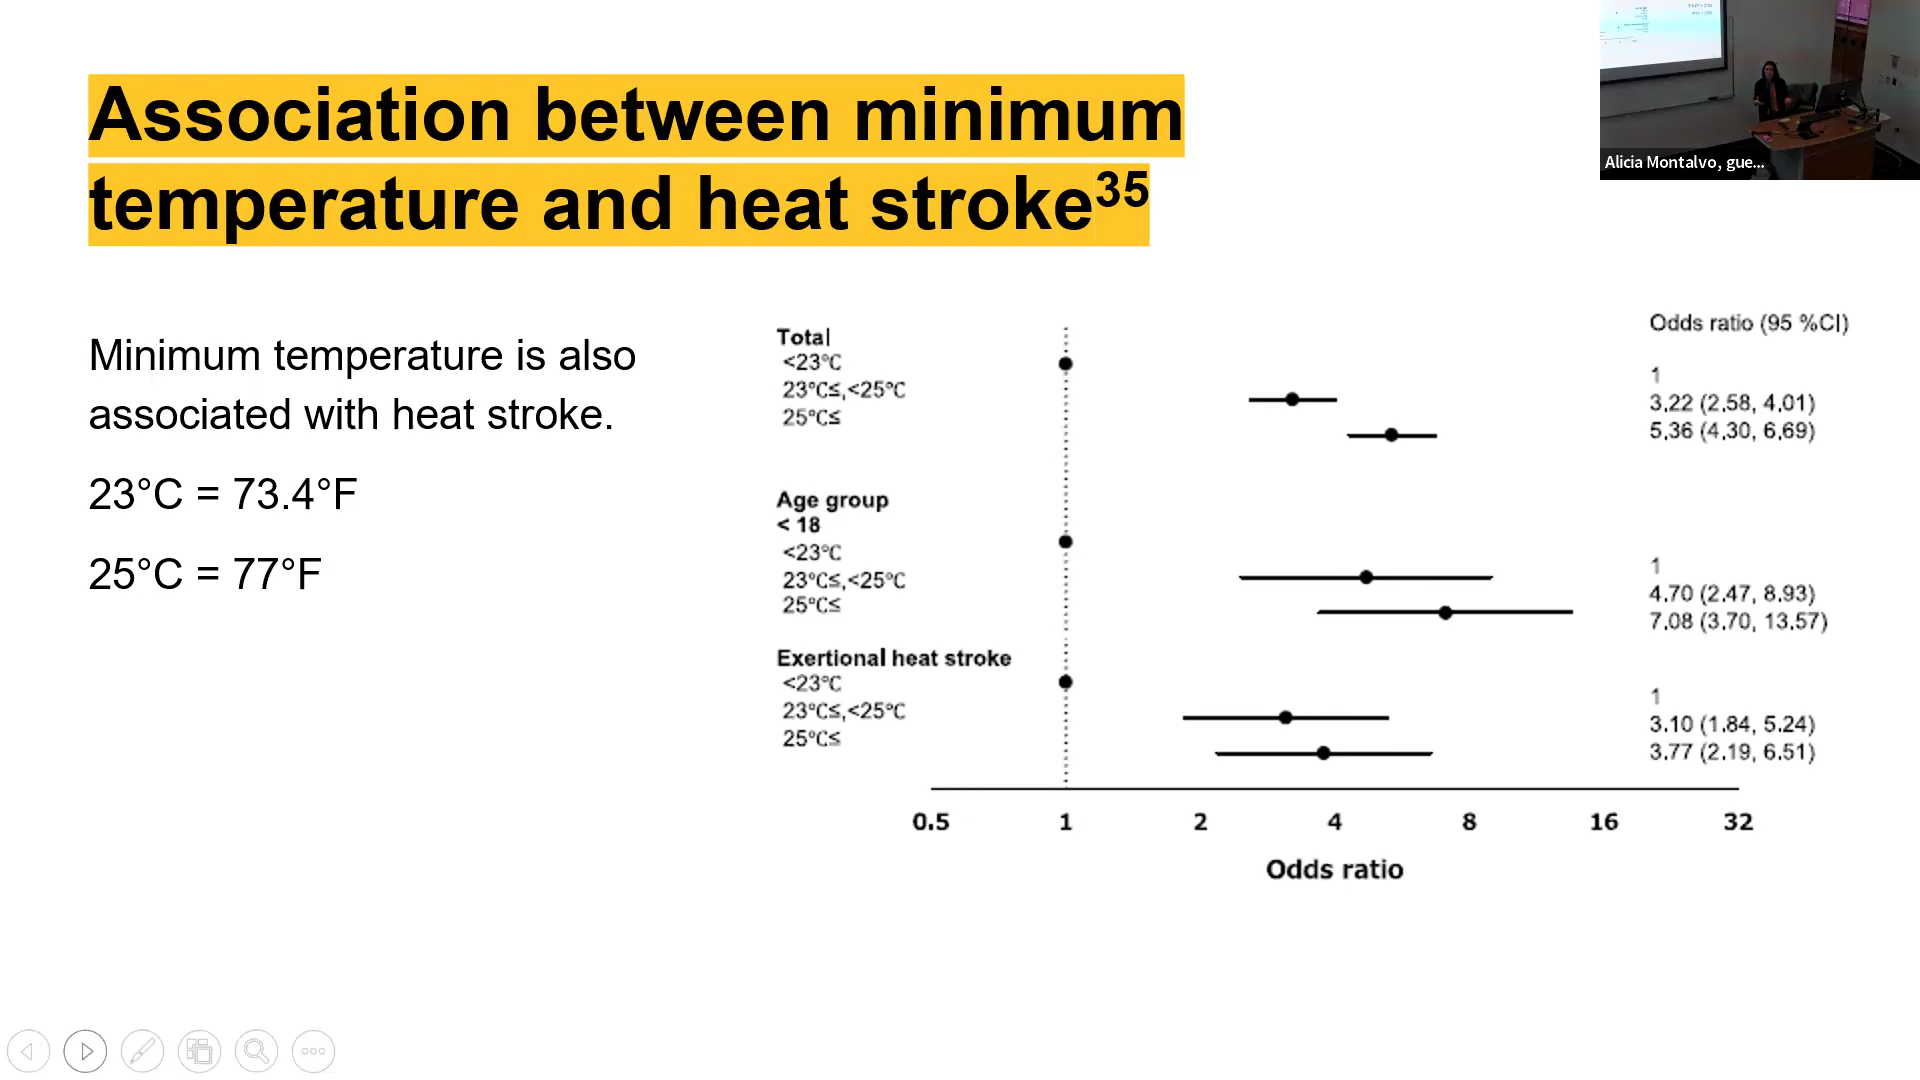 Association between minimum
temperature and heat stroke35
Alicia Montalvo, gue...
Minimum temperature is also
associated with heat stroke.
23°C = 73.4°F
25°C = 77°F
Odds ratio (95 %CI)
Total
<23℃
1
23℃≤,<25℃
3.22 (2.58, 4.01)
25℃≤
5.36 (4.30, 6.69)
Age group
< 18
<23℃
1
23℃≤,<25℃
4.70 (2.47, 8.93)
25℃≤
7.08 (3.70, 13.57)
Exertional heat stroke
<23℃
1
23℃≤,<25℃
3.10 (1.84, 5.24)
25℃≤
3.77 (2.19, 6.51)
0.5 1 2 4 8 16 32
Odds ratio